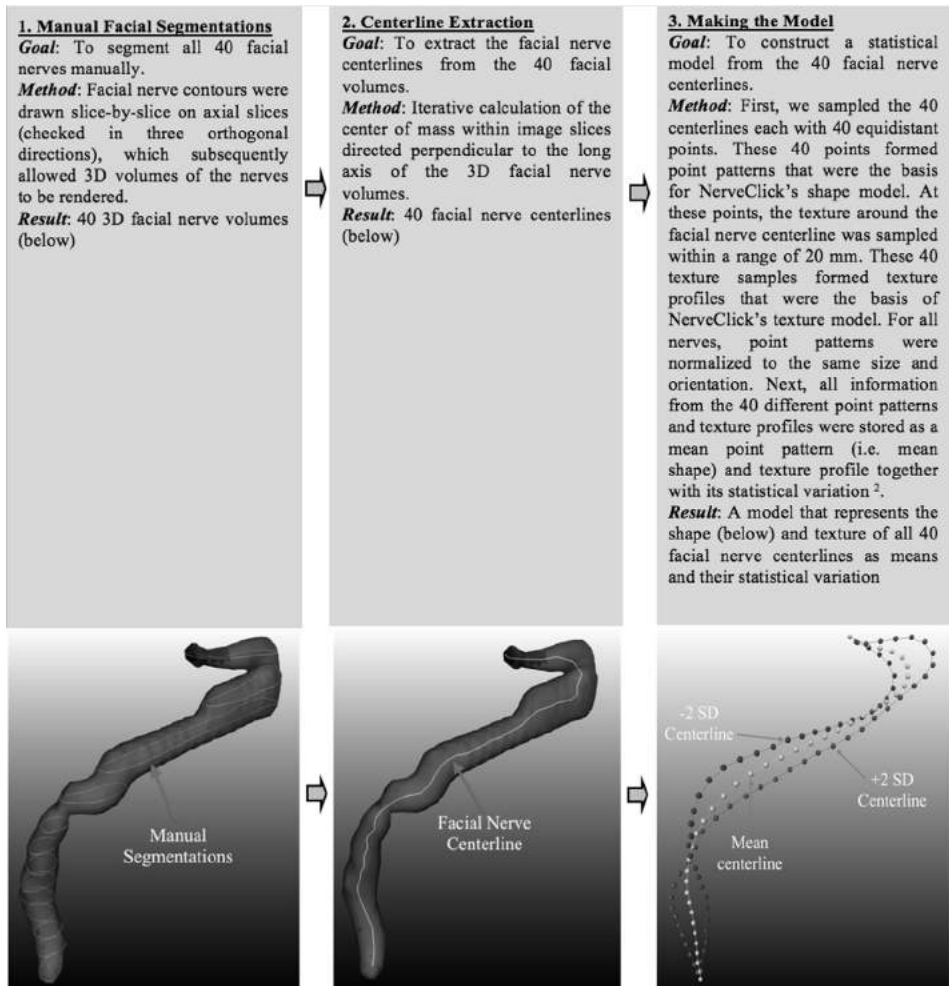 1. Manual Facial Segmentations
Goal: To segment all 40 facial
nerves manually.
Method: Facial nerve contours were
drawn slice-by-slice on axial slices
(checked in three orthogonal
directions), which subsequently
allowed 3D volumes of the nerves
to be rendered.
Result: 40 3D facial nerve volumes
(below)
2. Centerline Extraction
Goal: To extract the facial nerve
centerlines from the 40 facial
volumes.
Method: Iterative calculation of the
center of mass within image slices
directed perpendicular to the long
axis of the 3D facial nerve
volumes.
Result: 40 facial nerve centerlines
(below)
3. Making the Model
Goal: To construct a statistical
model from the 40 facial nerve
centerlines.
Method: First, we sampled the 40
centerlines each with 40 equidistant
points. These 40 points formed
point patterns that were the basis
for NerveClick's shape model. At
these points, the texture around the
facial nerve centerline was sampled
within a range of 20 mm. These 40
texture samples formed texture
profiles that were the basis of
NerveClick's texture model. For all
nerves, point patterns were
normalized to the same size and
orientation. Next, all information
from the 40 different point patterns
and texture profiles were stored as a
mean point pattern (i.e. mean
shape) and texture profile together
with its statistical variation 2.
Result: A model that represents the
shape (below) and texture of all 40
facial nerve centerlines as means
and their statistical variation
Manual
Segmentations
Facial Nerve
Centerline
-2 SD
Centerline
+2 SD
Centerline
Mean
centerline